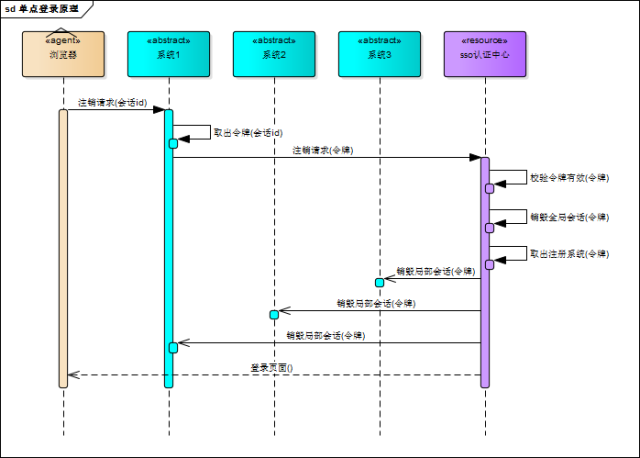 sd 单点登录原理
«agent»
浏览器
«abstract»
系统1
«abstract»
系统2
«abstract»
系统3
«resource»
sso认证中心
注销请求(会话id)
取出令牌(会话id)
注销请求(令牌)
校验令牌有效(令牌)
销毁全局会话(令牌)
取出注册系统(令牌)
销毁局部会话(令牌)
销毁局部会话(令牌)
销毁局部会话(令牌)
登录页面()